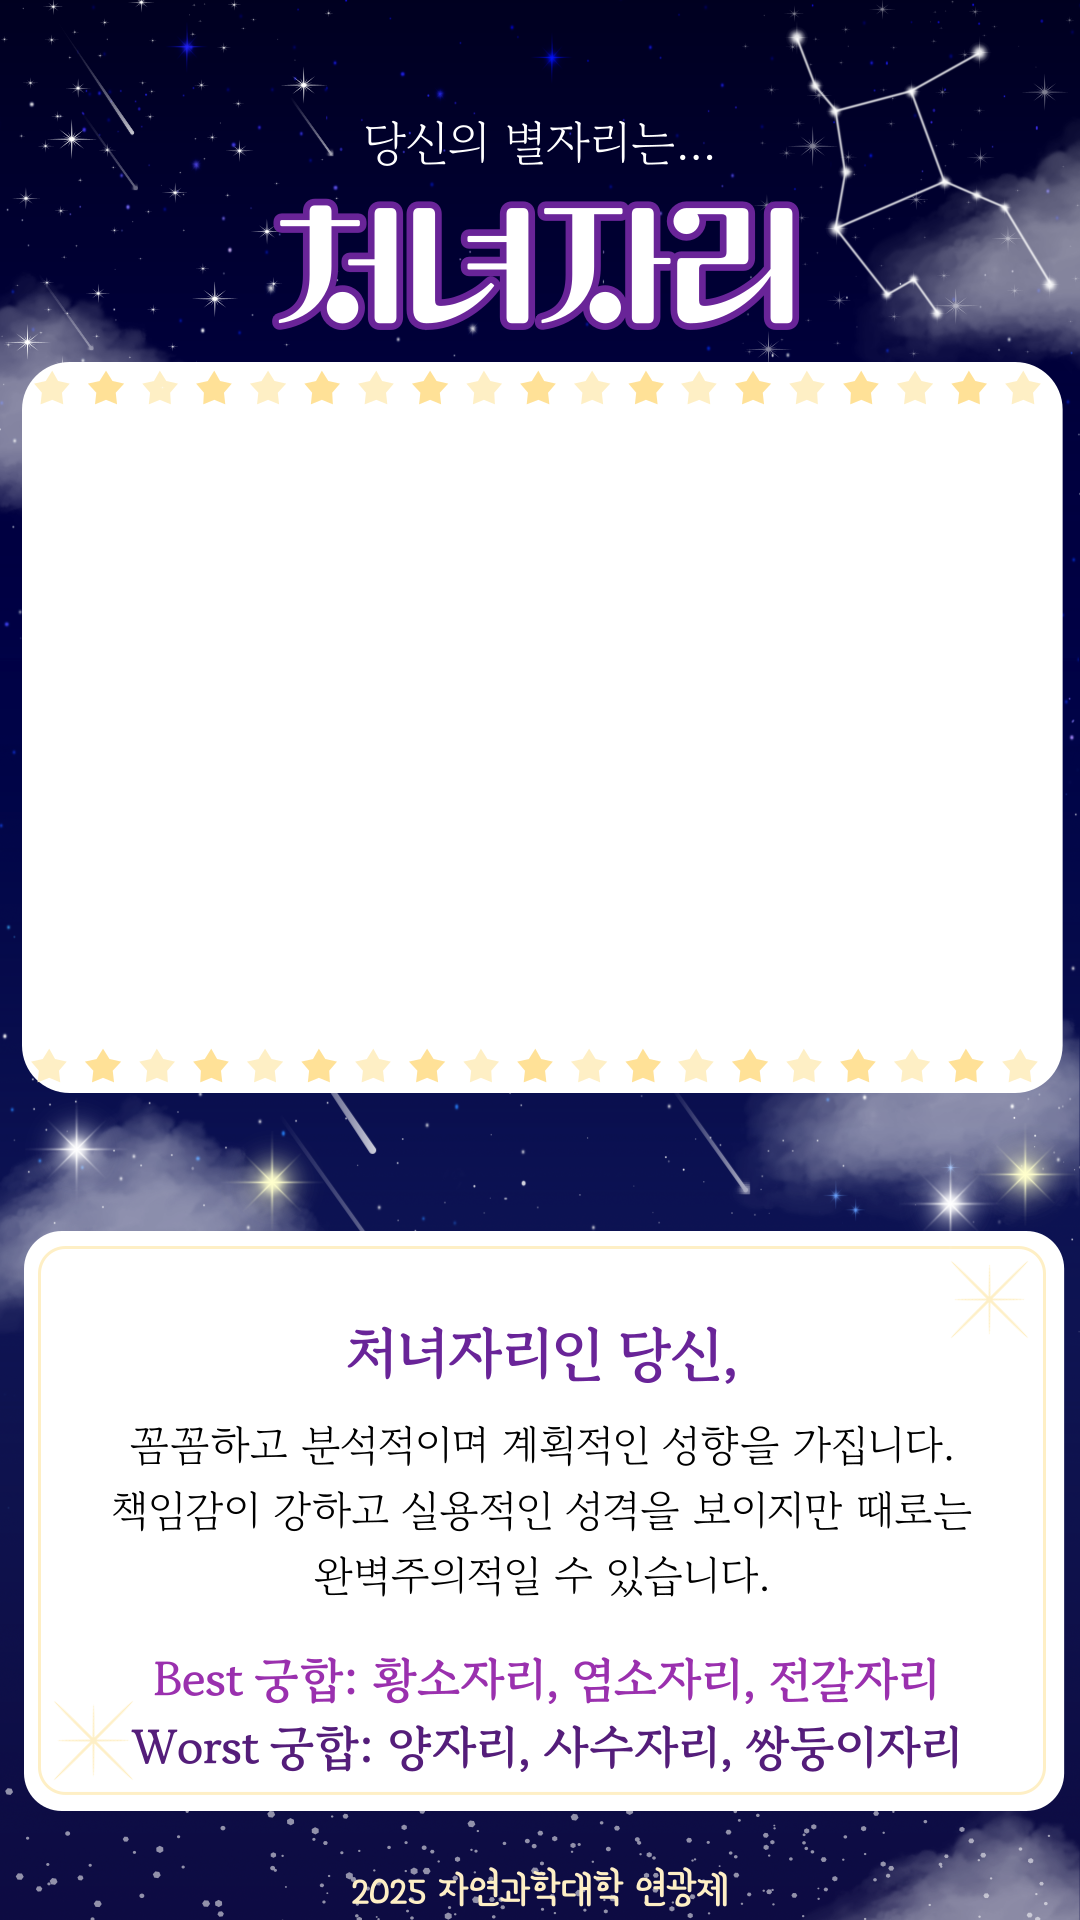 당신의 별자리는...
처녀자리
처녀자리인 당신,
꼼꼼하고 분석적이며 계획적인 성향을 가집니다.
책임감이 강하고 실용적인 성격을 보이지만 때로는
완벽주의적일 수 있습니다.
Best 궁합: 황소자리, 염소자리, 전갈자리
Worst 궁합: 양자리, 사수자리, 쌍둥이자리
2025 자연과학대학 연광제